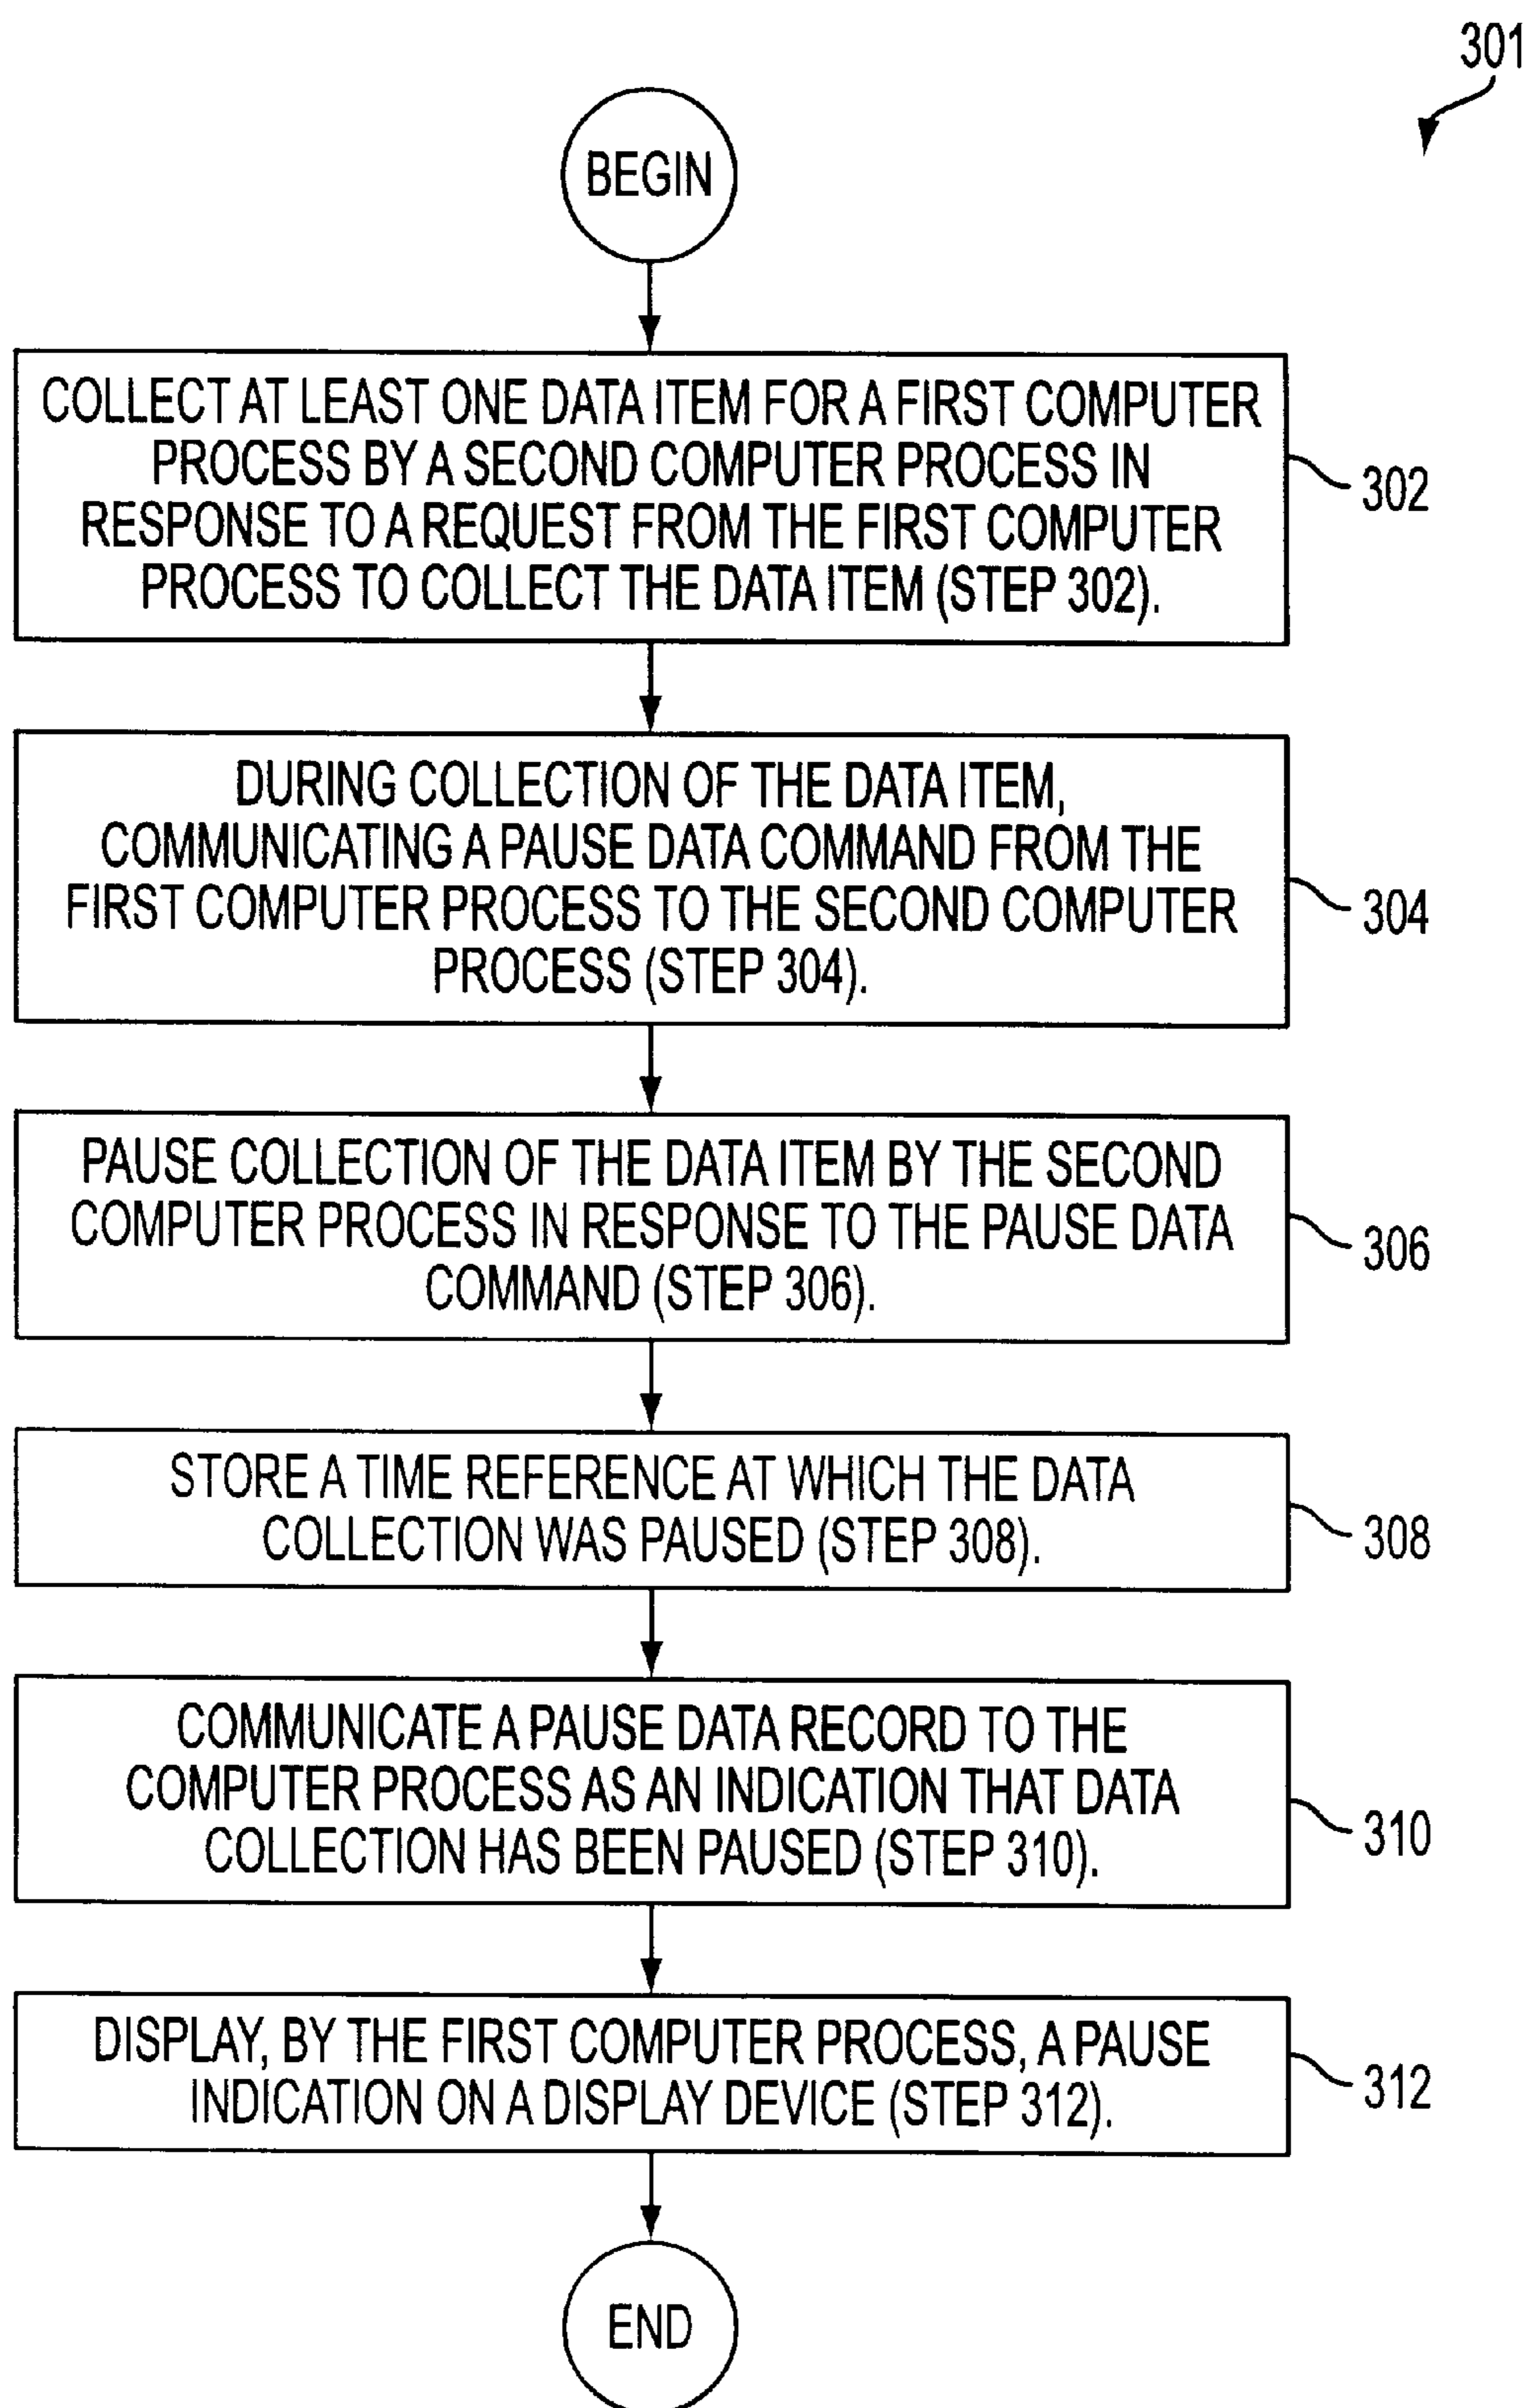 301
BEGIN
COLLECT AT LEAST ONE DATA ITEM FOR A FIRST COMPUTER
PROCESS BY A SECOND COMPUTER PROCESS IN
RESPONSE TO A REQUEST FROM THE FIRST COMPUTER
PROCESS TO COLLECT THE DATA ITEM (STEP 302).
302
DURING COLLECTION OF THE DATA ITEM,
COMMUNICATING A PAUSE DATA COMMAND FROM THE
FIRST COMPUTER PROCESS TO THE SECOND COMPUTER
PROCESS (STEP 304).
304
PAUSE COLLECTION OF THE DATA ITEM BY THE SECOND
COMPUTER PROCESS IN RESPONSE TO THE PAUSE DATA
COMMAND (STEP 306).
306
STORE A TIME REFERENCE AT WHICH THE DATA
COLLECTION WAS PAUSED (STEP 308).
308
COMMUNICATE A PAUSE DATA RECORD TO THE
COMPUTER PROCESS AS AN INDICATION THAT DATA
COLLECTION HAS BEEN PAUSED (STEP 310).
310
DISPLAY, BY THE FIRST COMPUTER PROCESS, A PAUSE
INDICATION ON A DISPLAY DEVICE (STEP 312).
312
END